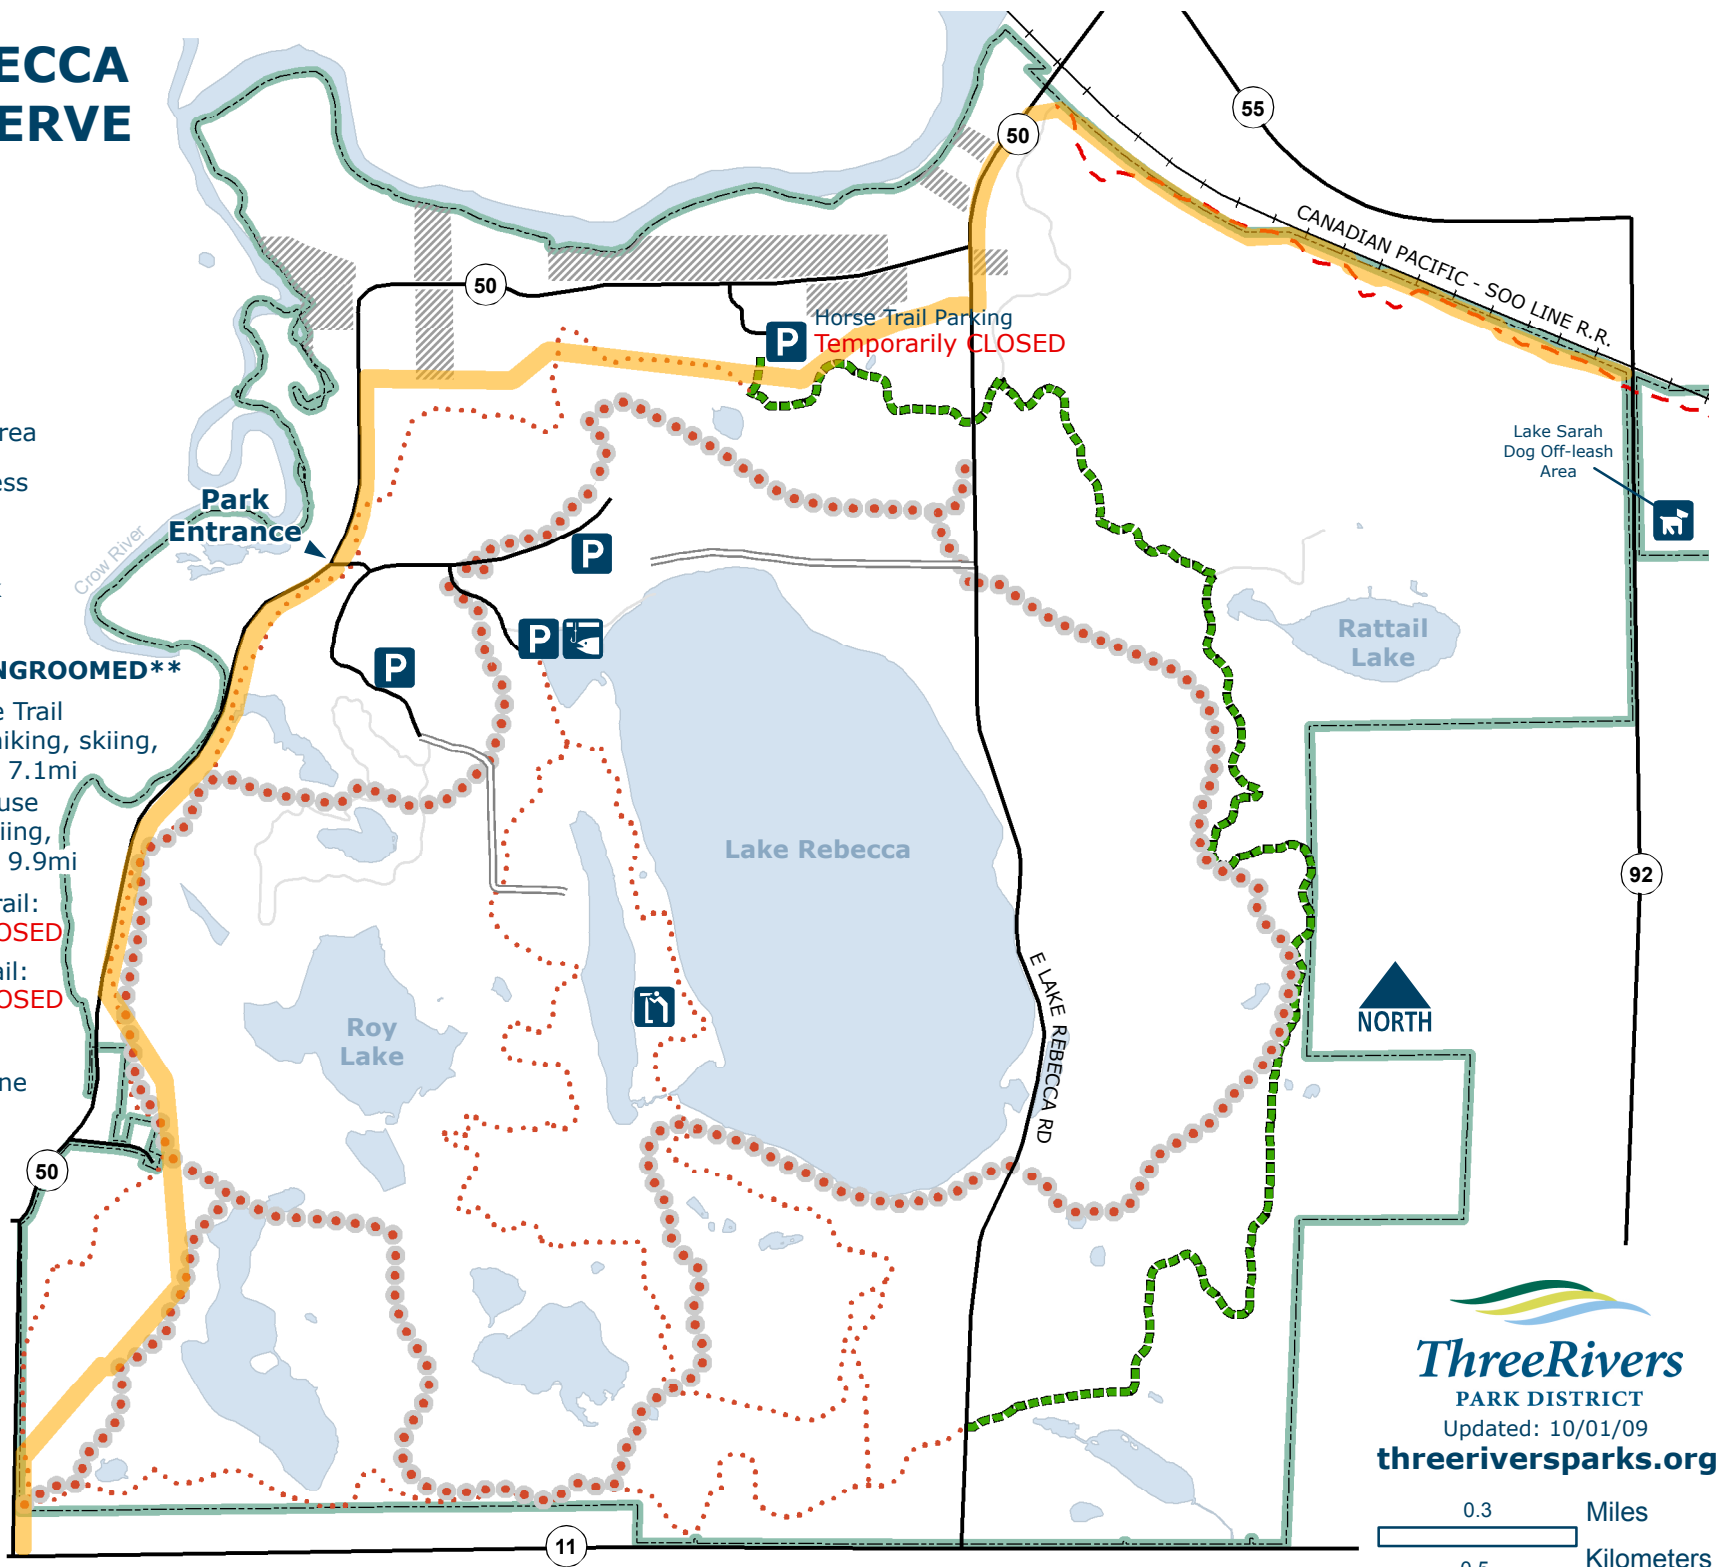 ECCA
ERVE
rea
ess
NGROOMED**
e Trail
hiking, skiing,
7.1mi
use
iing,
9.9mi
rail:
OSED
ail:
OSED
ne
55
50
CANADIAN PACIFIC - SOO LINE R.R.
50
P
Horse Trail Parking
Temporarily CLOSED
Lake Sarah
Dog Off-leash
Area
Park
Entrance
Crow River
P
P
P
Rattail
Lake
Lake Rebecca
92
E LAKE REBECCA RD
NORTH
Roy
Lake
50
11
ThreeRivers
PARK DISTRICT
Updated: 10/01/09
threeriversparks.org
0.3
Miles
Kilometers